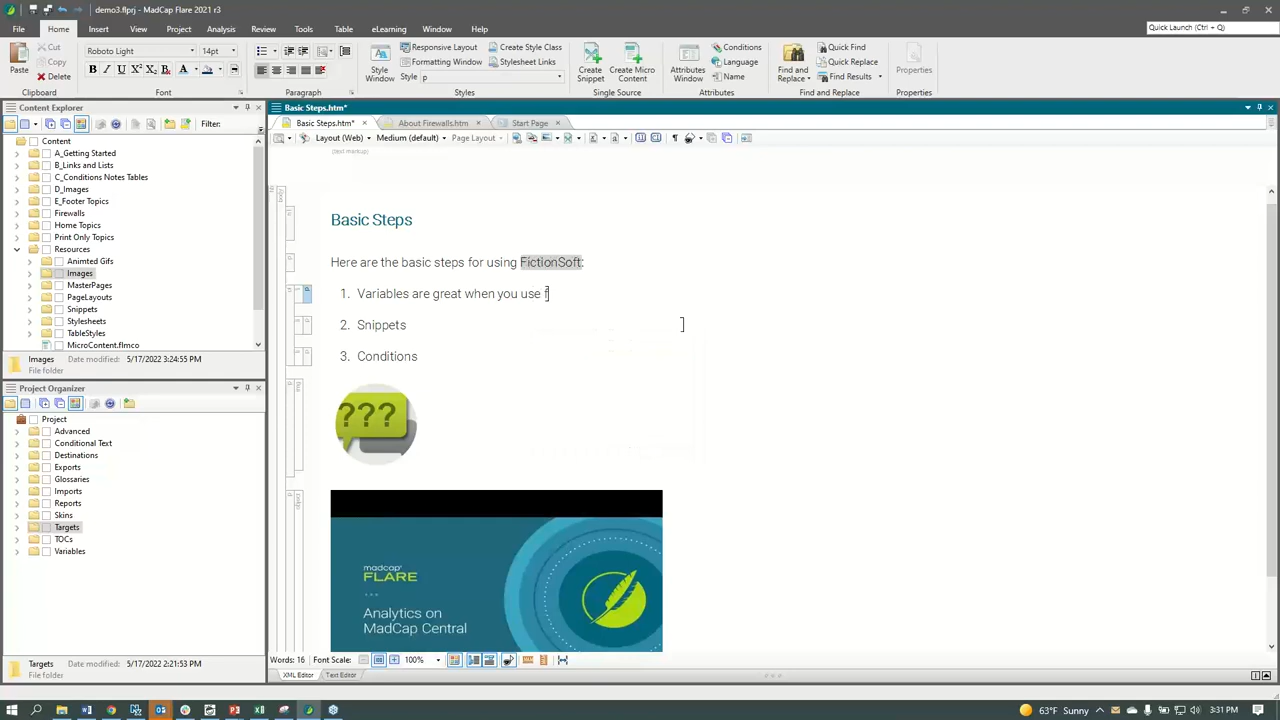 demo3.flprj - MadCap Flare 2021 r3
File Home Insert View Project Analysis Review Tools Table eLearning Window Help
Quick Launch (Ctrl + Q)
Paste
Cut
Copy
Delete
Clipboard
Roboto Light 14pt
Font
Paragraph
Style Window
Responsive Layout
Formatting Window
Style p
Create Style Class
Stylesheet Links
Styles
Create Snippet
Create Micro Content
Single Source
Attributes Window
Conditions
Language
Name
Attributes
Find and Replace
Quick Find
Quick Replace
Find Results
Find and Replace
Properties
Properties
Content Explorer
Filter:
Content
A_Getting Started
B_Links and Lists
C_Conditions Notes Tables
D_Images
E_Footer Topics
Firewalls
Home Topics
Print Only Topics
Resources
Animted Gifs
Images
MasterPages
PageLayouts
Snippets
Stylesheets
TableStyles
MicroContent.flmco
Images Date modified: 5/17/2022 3:24:55 PM
File folder
Project Organizer
Project
Advanced
Conditional Text
Destinations
Exports
Glossaries
Imports
Reports
Skins
Targets
TOCs
Variables
Targets Date modified: 5/17/2022 2:21:53 PM
File folder
Basic Steps.htm*
Basic Steps.htm* About Firewalls.htm Start Page
Layout (Web) Medium (default) Page Layout
Basic Steps
Here are the basic steps for using FictionSoft:
1. Variables are great when you use f
2. Snippets
3. Conditions
???
madcap
FLARE
Analytics on
MadCap Central
Words: 16 Font Scale: 100%
XML Editor Text Editor
63°F Sunny 3:31 PM